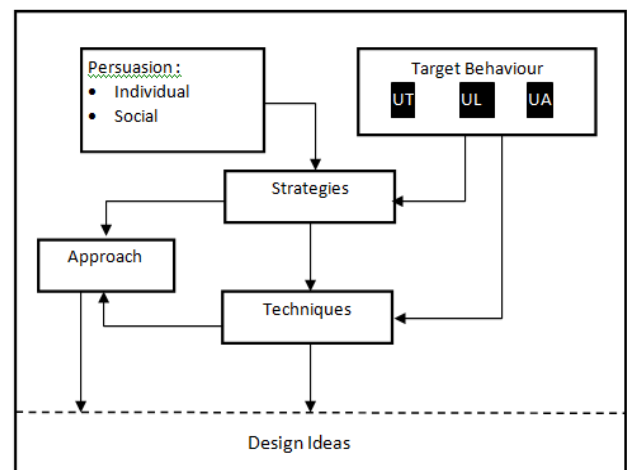 Persuasion :
• Individual
• Social
Target Behaviour
UT UL UA
Strategies
Approach
Techniques
Design Ideas